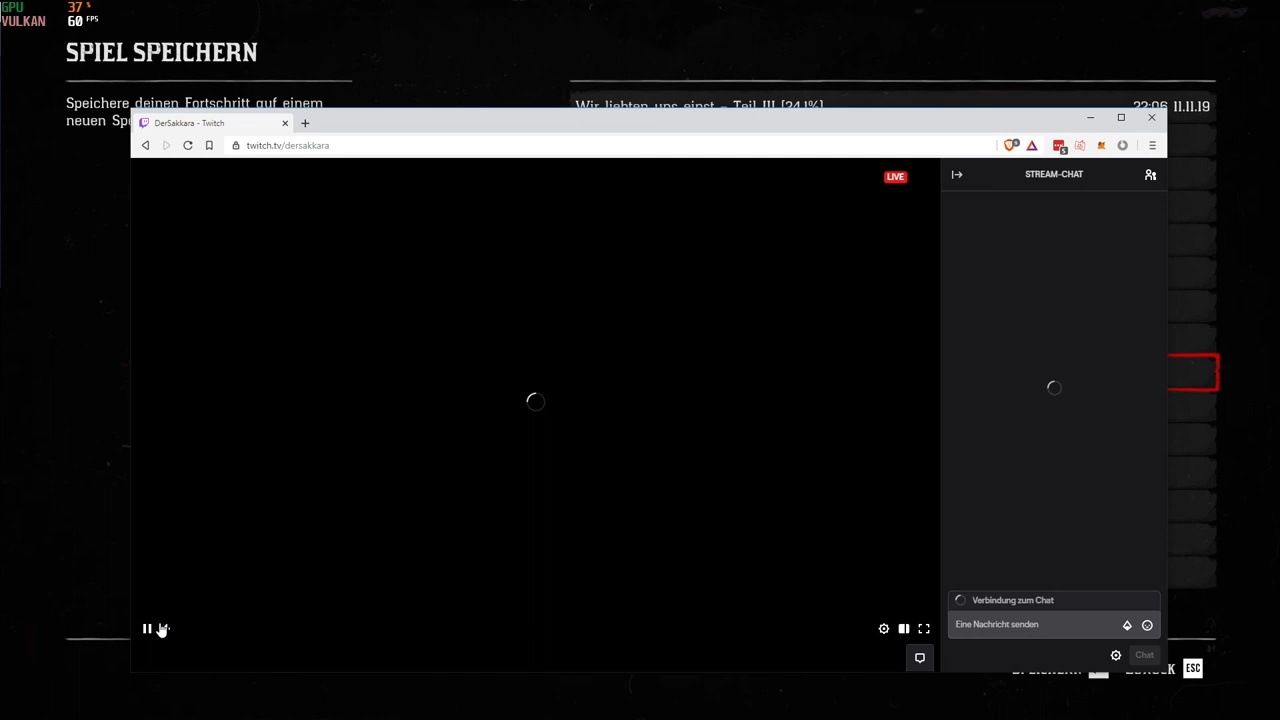 GPU 37 %
VULKAN 60 FPS
SPIEL SPEICHERN
Speichere deinen Fortschritt auf einem
neuen
Wir liebten uns einst – Teil III [24.1%] 22:06 11.11.19
DerSakkara - Twitch
twitch.tv/dersakkara
LIVE
STREAM-CHAT
Verbindung zum Chat
Eine Nachricht senden
Chat
SPEICHERN ZURÜCK ESC